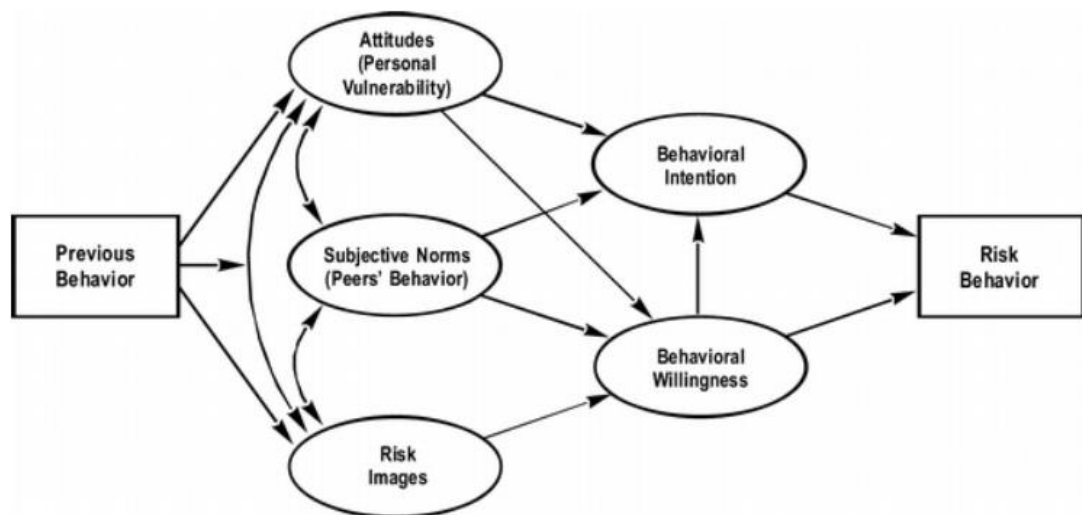 Attitudes
(Personal
Vulnerability)
Behavioral
Intention
Previous
Behavior
Subjective Norms
(Peers' Behavior)
Risk
Behavior
Behavioral
Willingness
Risk
Images